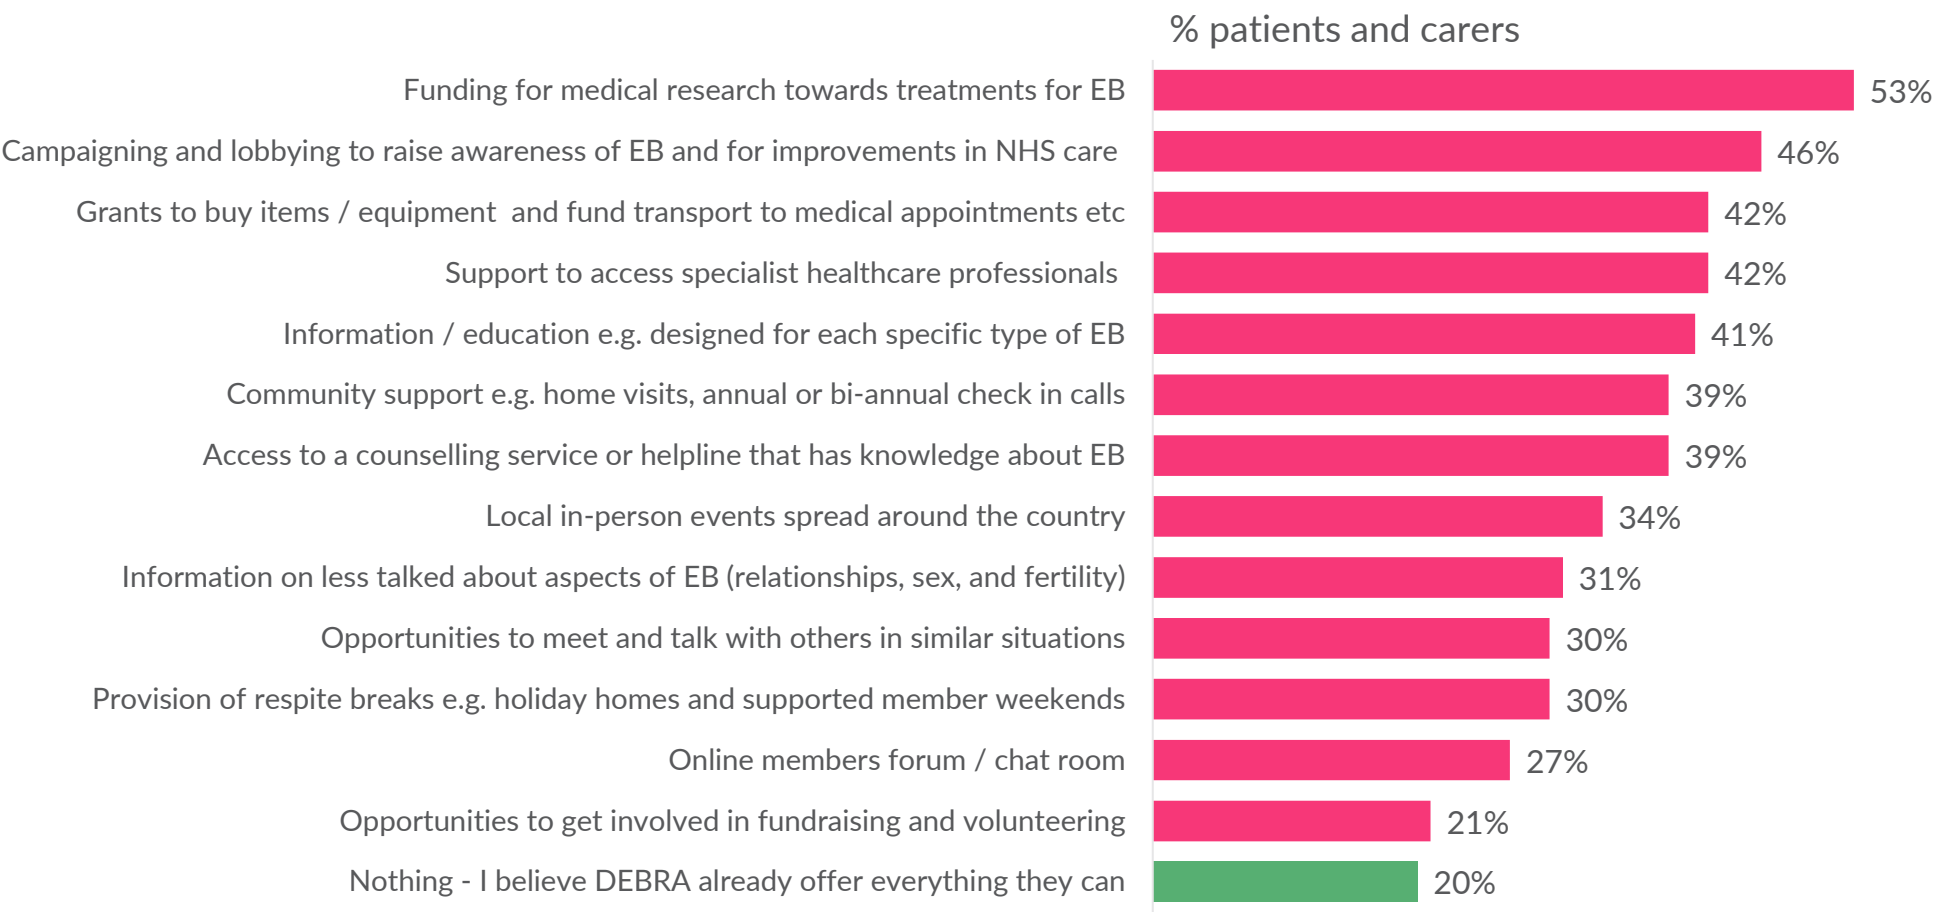 % patients and carers
Funding for medical research towards treatments for EB 53%
Campaigning and lobbying to raise awareness of EB and for improvements in NHS care 46%
Grants to buy items / equipment  and fund transport to medical appointments etc 42%
Support to access specialist healthcare professionals 42%
Information / education e.g. designed for each specific type of EB 41%
Community support e.g. home visits, annual or bi-annual check in calls 39%
Access to a counselling service or helpline that has knowledge about EB 39%
Local in-person events spread around the country 34%
Information on less talked about aspects of EB (relationships, sex, and fertility) 31%
Opportunities to meet and talk with others in similar situations 30%
Provision of respite breaks e.g. holiday homes and supported member weekends 30%
Online members forum / chat room 27%
Opportunities to get involved in fundraising and volunteering 21%
Nothing - I believe DEBRA already offer everything they can 20%